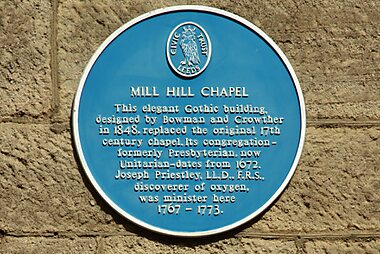 CIVIC
TRUST
LEEDS
MILL HILL CHAPEL
This elegant Gothic building,
designed by Bowman and Crowther
in 1848, replaced the original 17th
century chapel. Its congregation-
formerly Presbyterian, now
Unitarian-dates from 1672.
Joseph Priestley, LL.D., F.R.S.,
discoverer of oxygen,
was minister here
1767 - 1773.